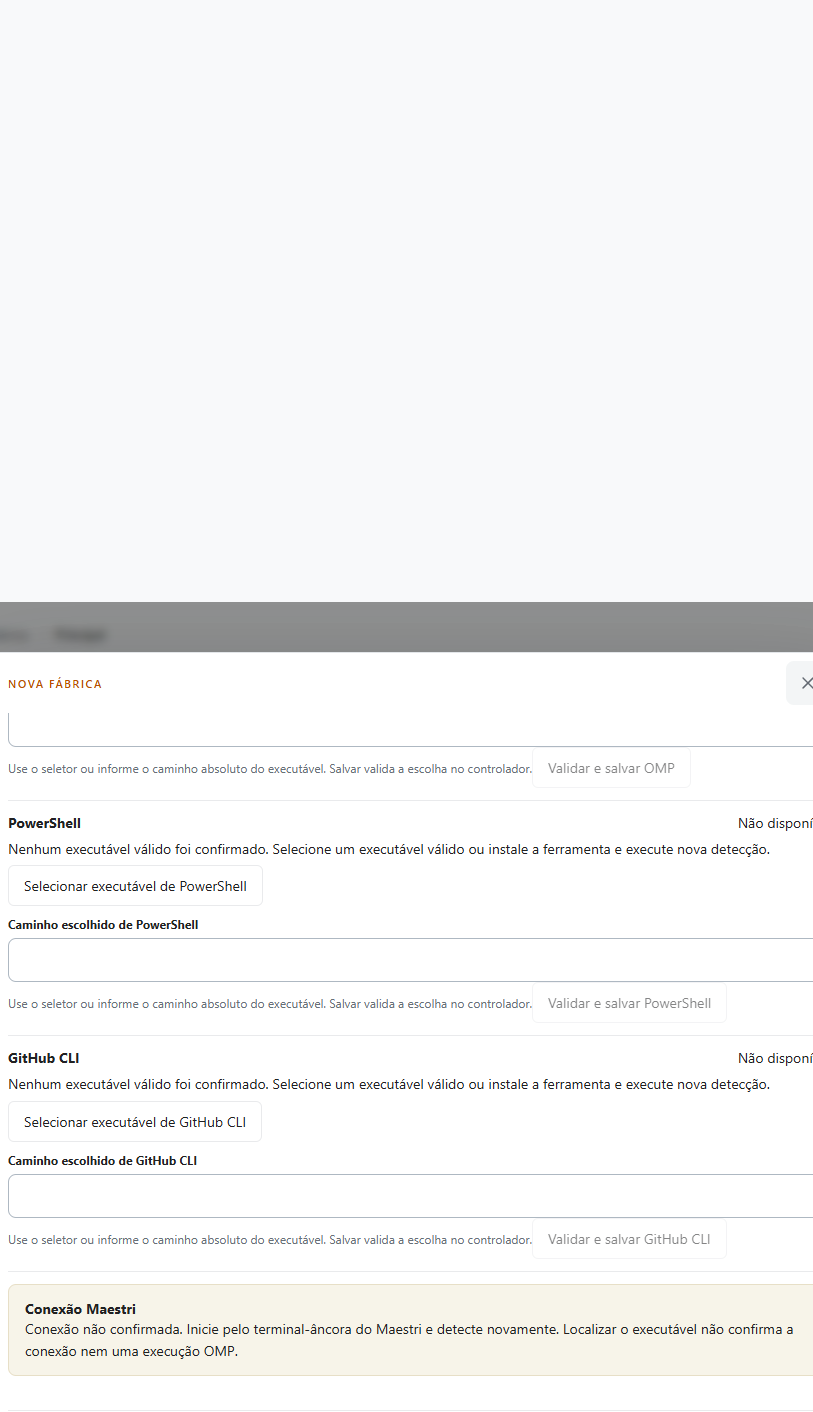 NOVA FÁBRICA
Use o seletor ou informe o caminho absoluto do executável. Salvar valida a escolha no controlador.
Validar e salvar OMP
PowerShell
Não disponí
Nenhum executável válido foi confirmado. Selecione um executável válido ou instale a ferramenta e execute nova detecção.
Selecionar executável de PowerShell
Caminho escolhido de PowerShell
Use o seletor ou informe o caminho absoluto do executável. Salvar valida a escolha no controlador.
Validar e salvar PowerShell
GitHub CLI
Não disponí
Nenhum executável válido foi confirmado. Selecione um executável válido ou instale a ferramenta e execute nova detecção.
Selecionar executável de GitHub CLI
Caminho escolhido de GitHub CLI
Use o seletor ou informe o caminho absoluto do executável. Salvar valida a escolha no controlador.
Validar e salvar GitHub CLI
Conexão Maestri
Conexão não confirmada. Inicie pelo terminal-âncora do Maestri e detecte novamente. Localizar o executável não confirma a
conexão nem uma execução OMP.